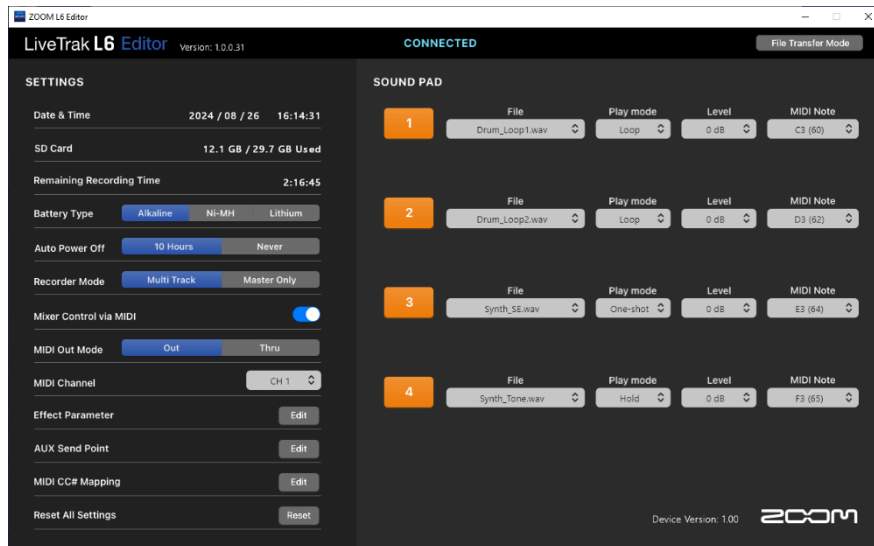 ZOOM L6 Editor
LiveTrak L6 Editor Version: 1.0.0.31
CONNECTED
File Transfer Mode
SETTINGS
Date & Time 2024 / 08 / 26 16:14:31
SD Card 12.1 GB / 29.7 GB Used
Remaining Recording Time 2:16:45
Battery Type Alkaline Ni-MH Lithium
Auto Power Off 10 Hours Never
Recorder Mode Multi Track Master Only
Mixer Control via MIDI
MIDI Out Mode Out Thru
MIDI Channel CH 1
Effect Parameter Edit
AUX Send Point Edit
MIDI CC# Mapping Edit
Reset All Settings Reset
SOUND PAD
File Play mode Level MIDI Note
1 Drum_Loop1.wav Loop 0 dB C3 (60)
File Play mode Level MIDI Note
2 Drum_Loop2.wav Loop 0 dB D3 (62)
File Play mode Level MIDI Note
3 Synth_SE.wav One-shot 0 dB E3 (64)
File Play mode Level MIDI Note
4 Synth_Tone.wav Hold 0 dB F3 (65)
Device Version: 1.00 ZOOM